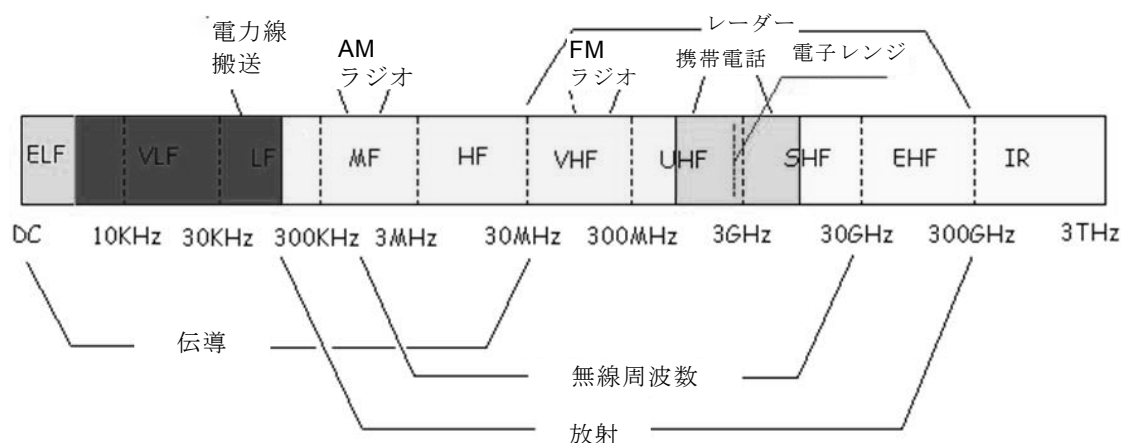 レーダー
電力線
搬送
AM
ラジオ
FM
ラジオ
携帯電話
電子レンジ
ELF VLF LF MF HF VHF UHF SHF EHF IR
DC 10KHz 30KHz 300KHz 3MHz 30MHz 300MHz 3GHz 30GHz 300GHz 3THz
伝導
無線周波数
放射